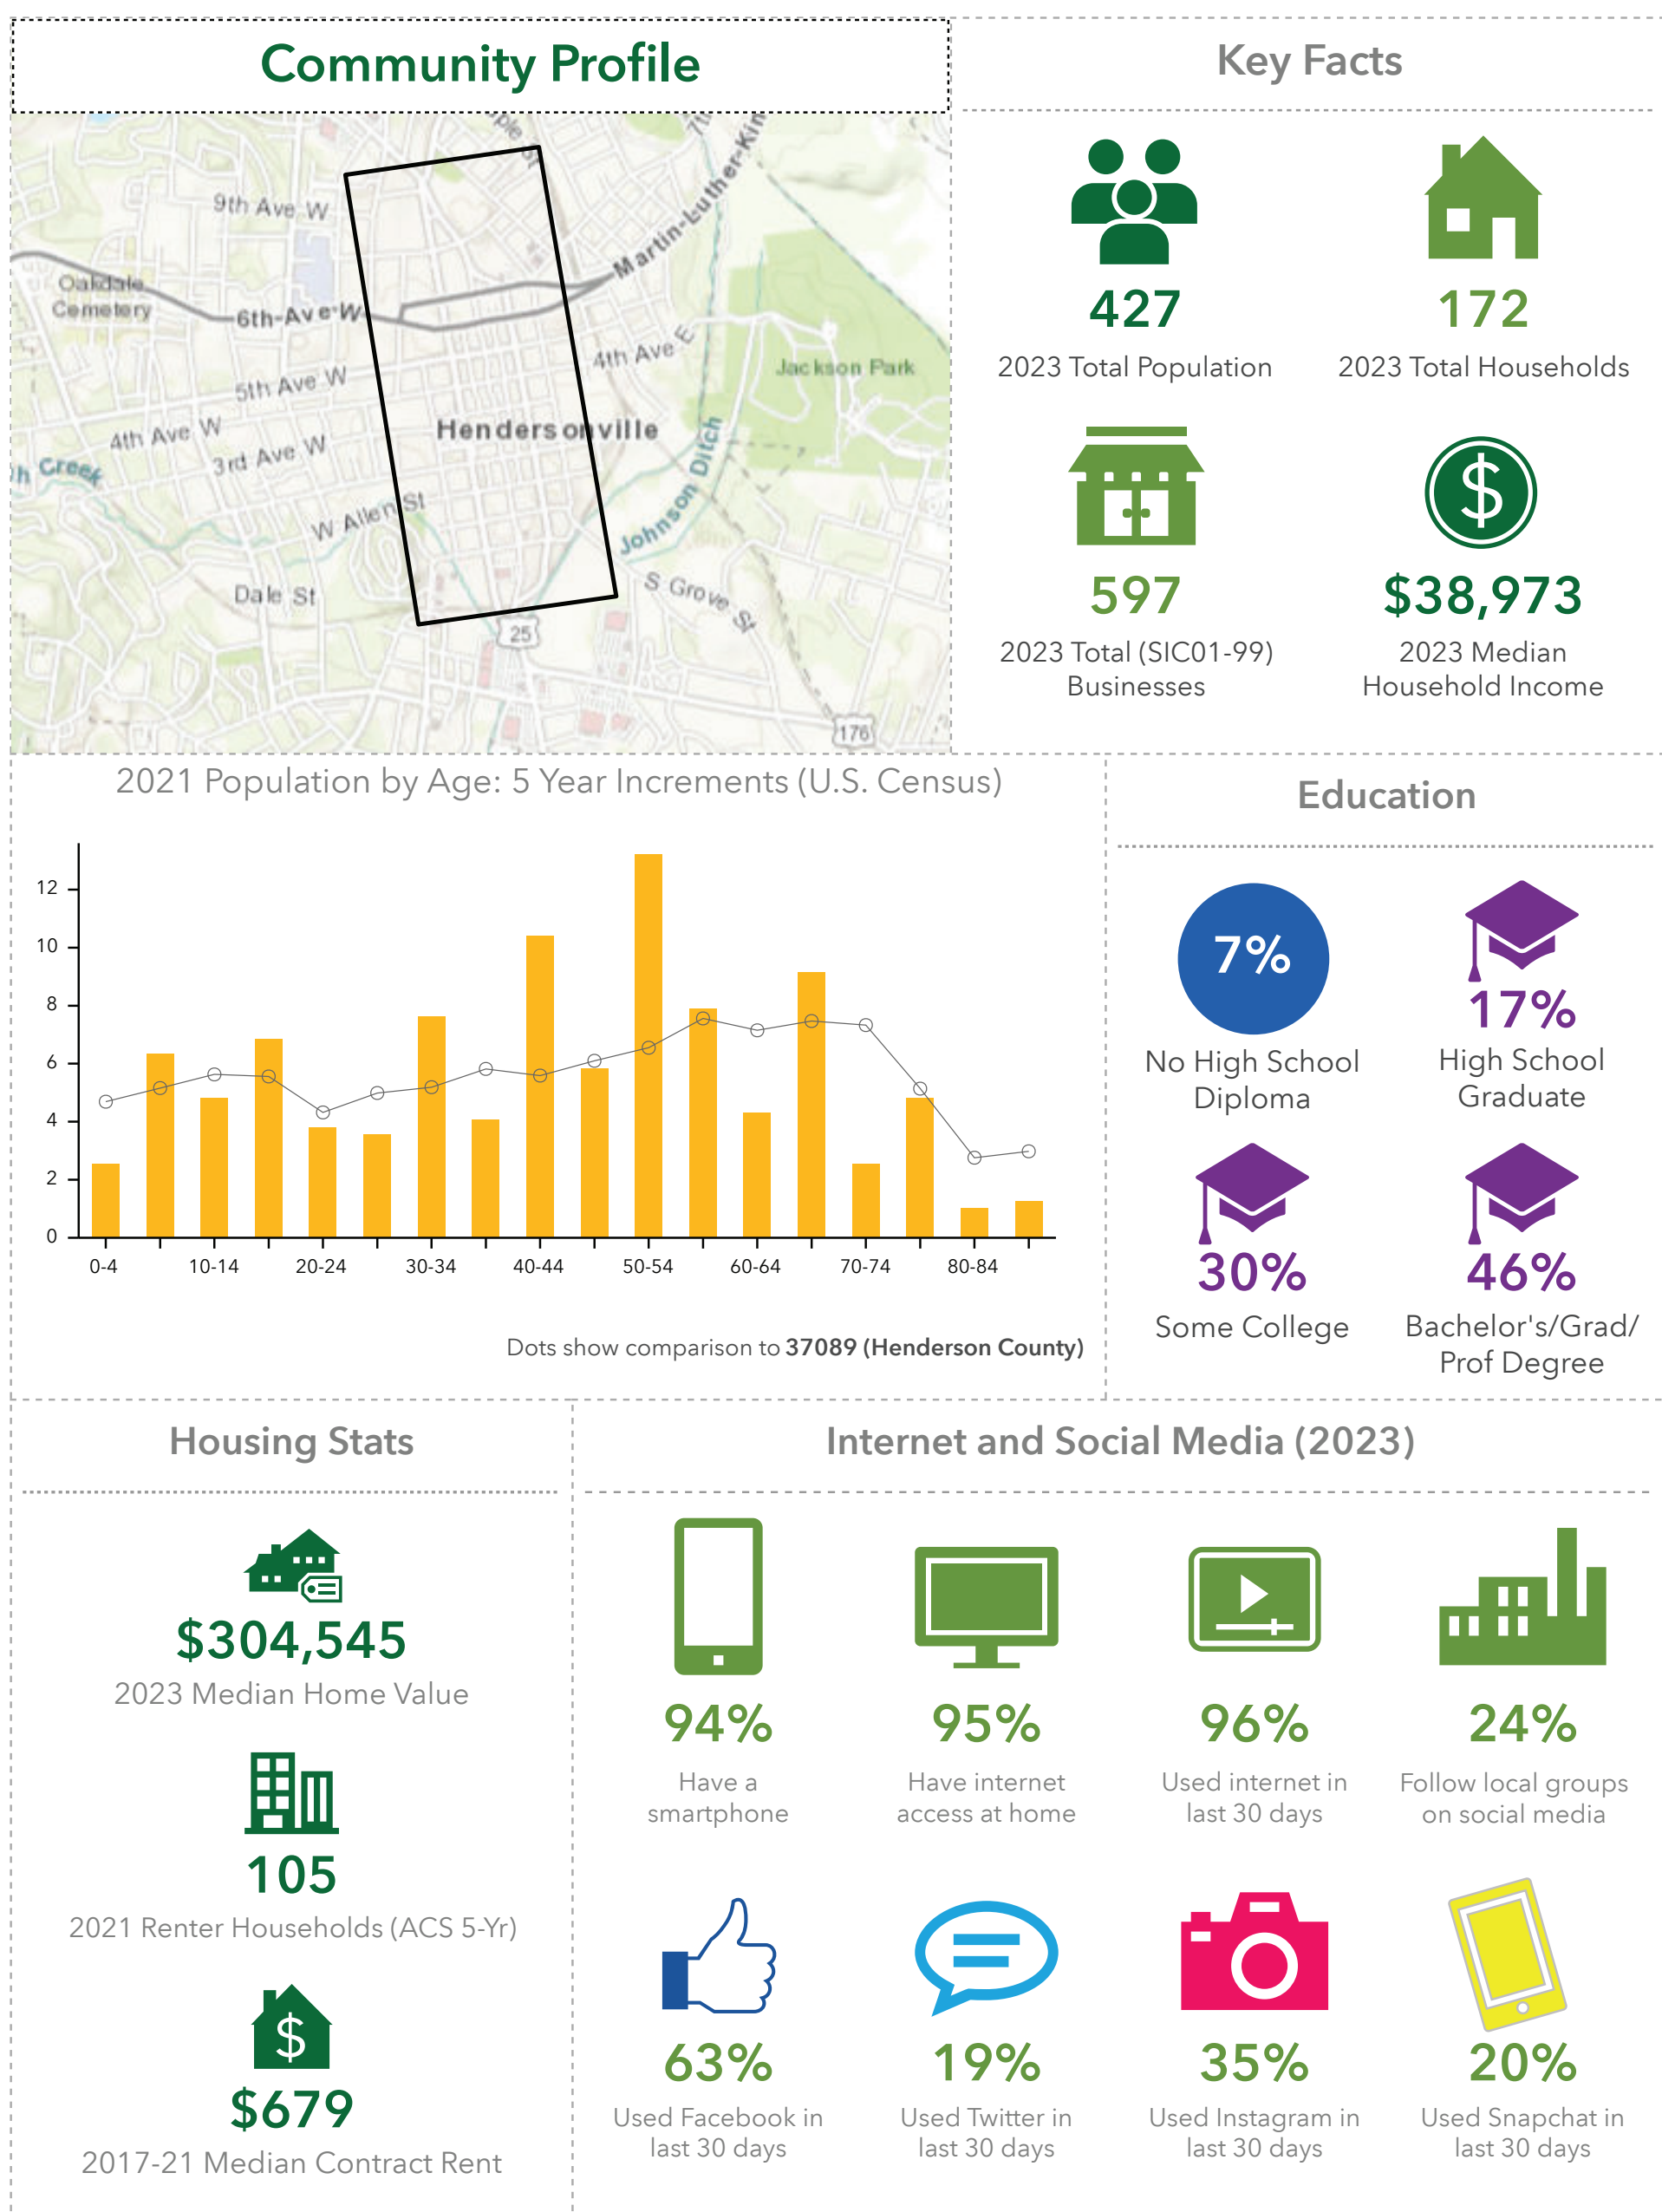 Community Profile
Key Facts
ple St
7th
Martin-Luther-Kin
9th Ave W
Oakdale
Cemetery
6th-Ave-W
4th Ave E
Jackson Park
5th Ave W
Hendersonville
4th Ave W
3rd Ave W
h Creek
W Allen St
Johnson Ditch
Dale St
S Grove St
25
176
427
2023 Total Population
172
2023 Total Households
597
2023 Total (SIC01-99)
Businesses
$38,973
2023 Median
Household Income
2021 Population by Age: 5 Year Increments (U.S. Census)
12
10
8
6
4
2
0
0-4 10-14 20-24 30-34 40-44 50-54 60-64 70-74 80-84
Dots show comparison to 37089 (Henderson County)
Education
7%
No High School
Diploma
17%
High School
Graduate
30%
Some College
46%
Bachelor's/Grad/
Prof Degree
Housing Stats
$304,545
2023 Median Home Value
105
2021 Renter Households (ACS 5-Yr)
$
$679
2017-21 Median Contract Rent
Internet and Social Media (2023)
94%
Have a
smartphone
95%
Have internet
access at home
96%
Used internet in
last 30 days
24%
Follow local groups
on social media
63%
Used Facebook in
last 30 days
19%
Used Twitter in
last 30 days
35%
Used Instagram in
last 30 days
20%
Used Snapchat in
last 30 days